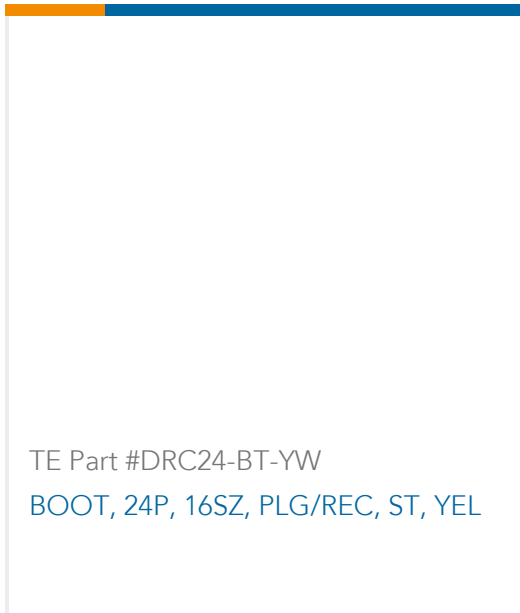 TE Part #DRC24-BT-YW
BOOT, 24P, 16SZ, PLG/REC, ST, YEL